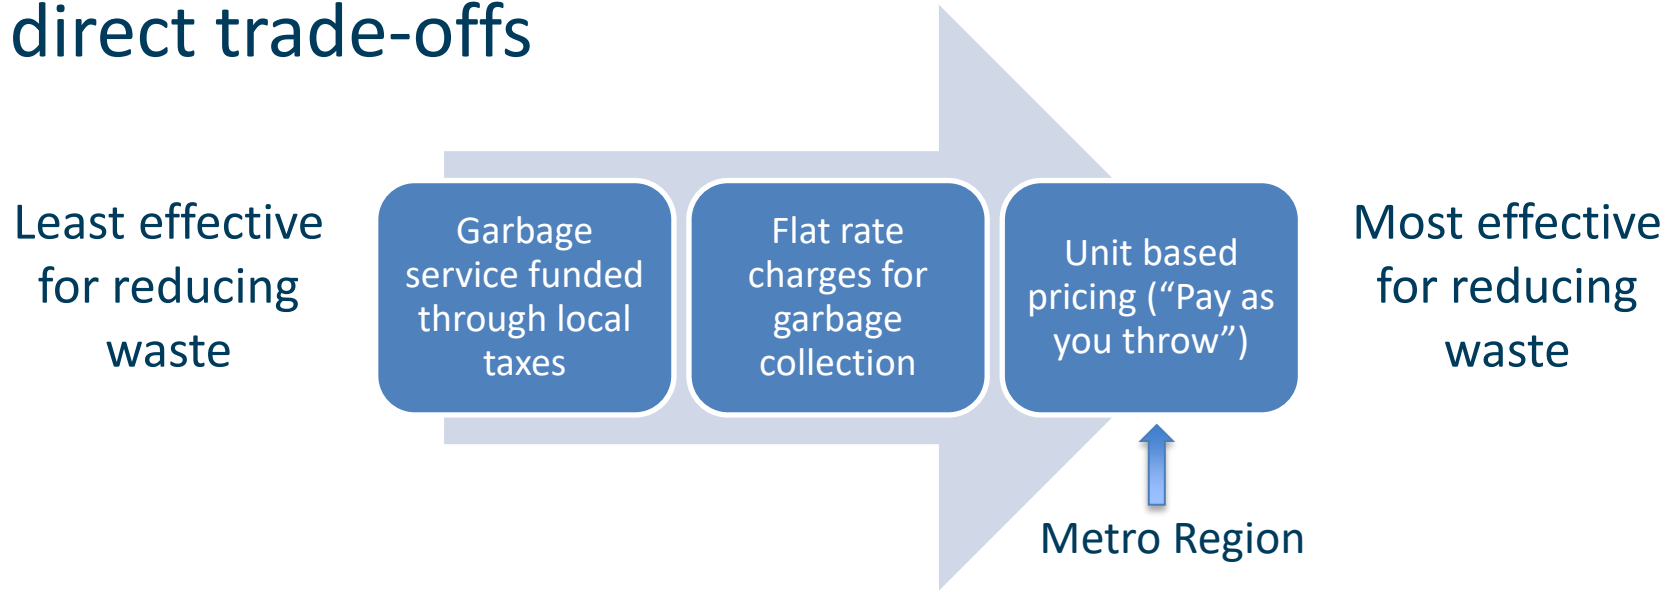 direct trade-offs
Least effective
for reducing
waste
Garbage
service funded
through local
taxes
Flat rate
charges for
garbage
collection
Unit based
pricing (“Pay as
you throw”)
Most effective
for reducing
waste
Metro Region